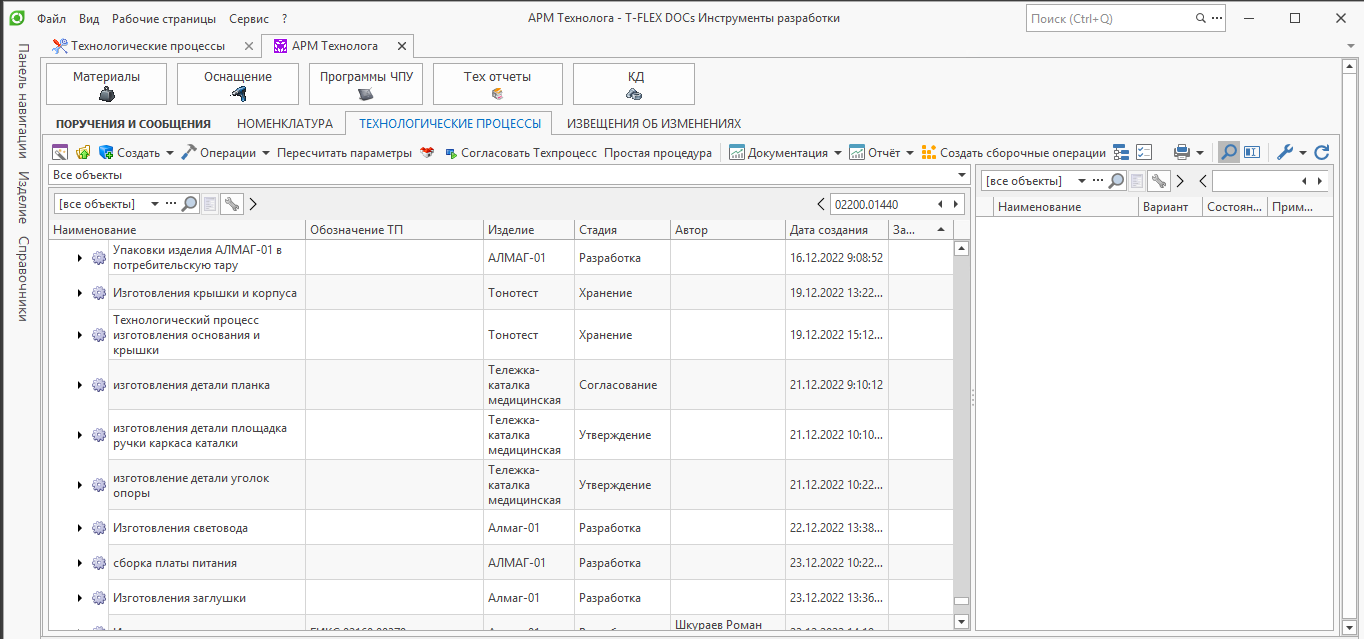 Файл Вид Рабочие страницы Сервис ?
АРМ Технолога - T-FLEX DOCs Инструменты разработки
Поиск (Ctrl+Q)
Панель навигации
Изделие
Справочники
Технологические процессы
АРМ Технолога
Материалы
Оснащение
Программы ЧПУ
Тех отчеты
КД
ПОРУЧЕНИЯ И СООБЩЕНИЯ НОМЕНКЛАТУРА ТЕХНОЛОГИЧЕСКИЕ ПРОЦЕССЫ ИЗВЕЩЕНИЯ ОБ ИЗМЕНЕНИЯХ
Создать Операции Пересчитать параметры Согласовать Техпроцесс Простая процедура Документация Отчёт Создать сборочные операции
Все объекты
[все объекты]
02200.01440
Наименование Обозначение ТП Изделие Стадия Автор Дата создания За...
Упаковки изделия АЛМАГ-01 в
потребительскую тару
АЛМАГ-01 Разработка 16.12.2022 9:08:52
Изготовления крышки и корпуса Тонотест Хранение 19.12.2022 13:22...
Технологический процесс
изготовления основания и
крышки
Тонотест Хранение 19.12.2022 15:12...
изготовления детали планка
Тележка-
каталка
медицинская
Согласование 21.12.2022 9:10:12
изготовления детали площадка
ручки каркаса каталки
Тележка-
каталка
медицинская
Утверждение 21.12.2022 10:10...
изготовление детали уголок
опоры
Тележка-
каталка
медицинская
Утверждение 21.12.2022 10:22...
Изготовления световода Алмаг-01 Разработка 22.12.2022 13:38...
сборка платы питания АЛМАГ-01 Разработка 23.12.2022 10:22...
Изготовления заглушки Алмаг-01 Разработка 23.12.2022 13:36...
Шкураев Роман
[все объекты]
Наименование Вариант Состоян... Прим...